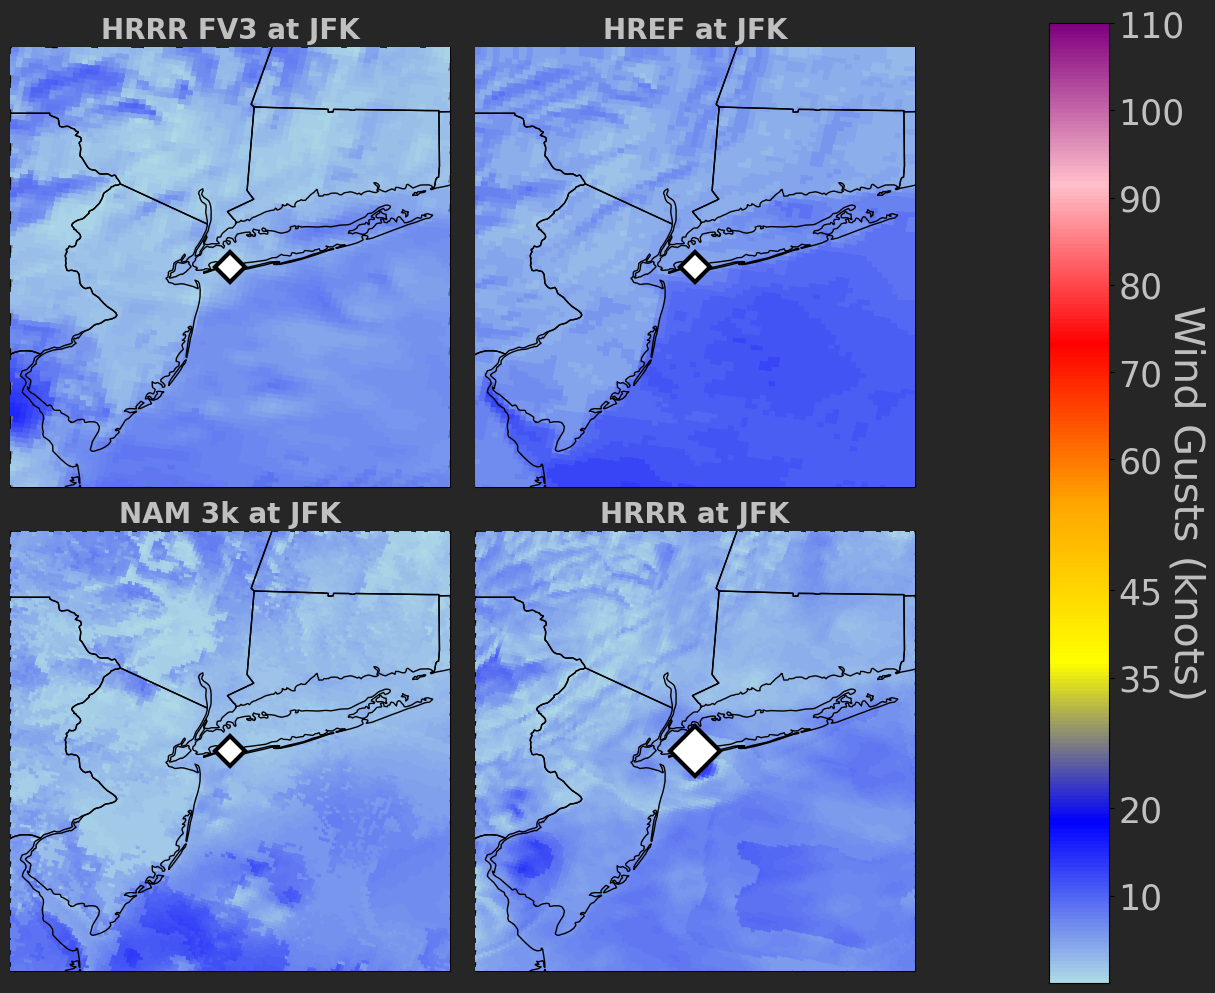 HRRR FV3 at JFK
HREF at JFK
NAM 3k at JFK
HRRR at JFK
110
100
90
80
70
60
45
35
20
10
Wind Gusts (knots)